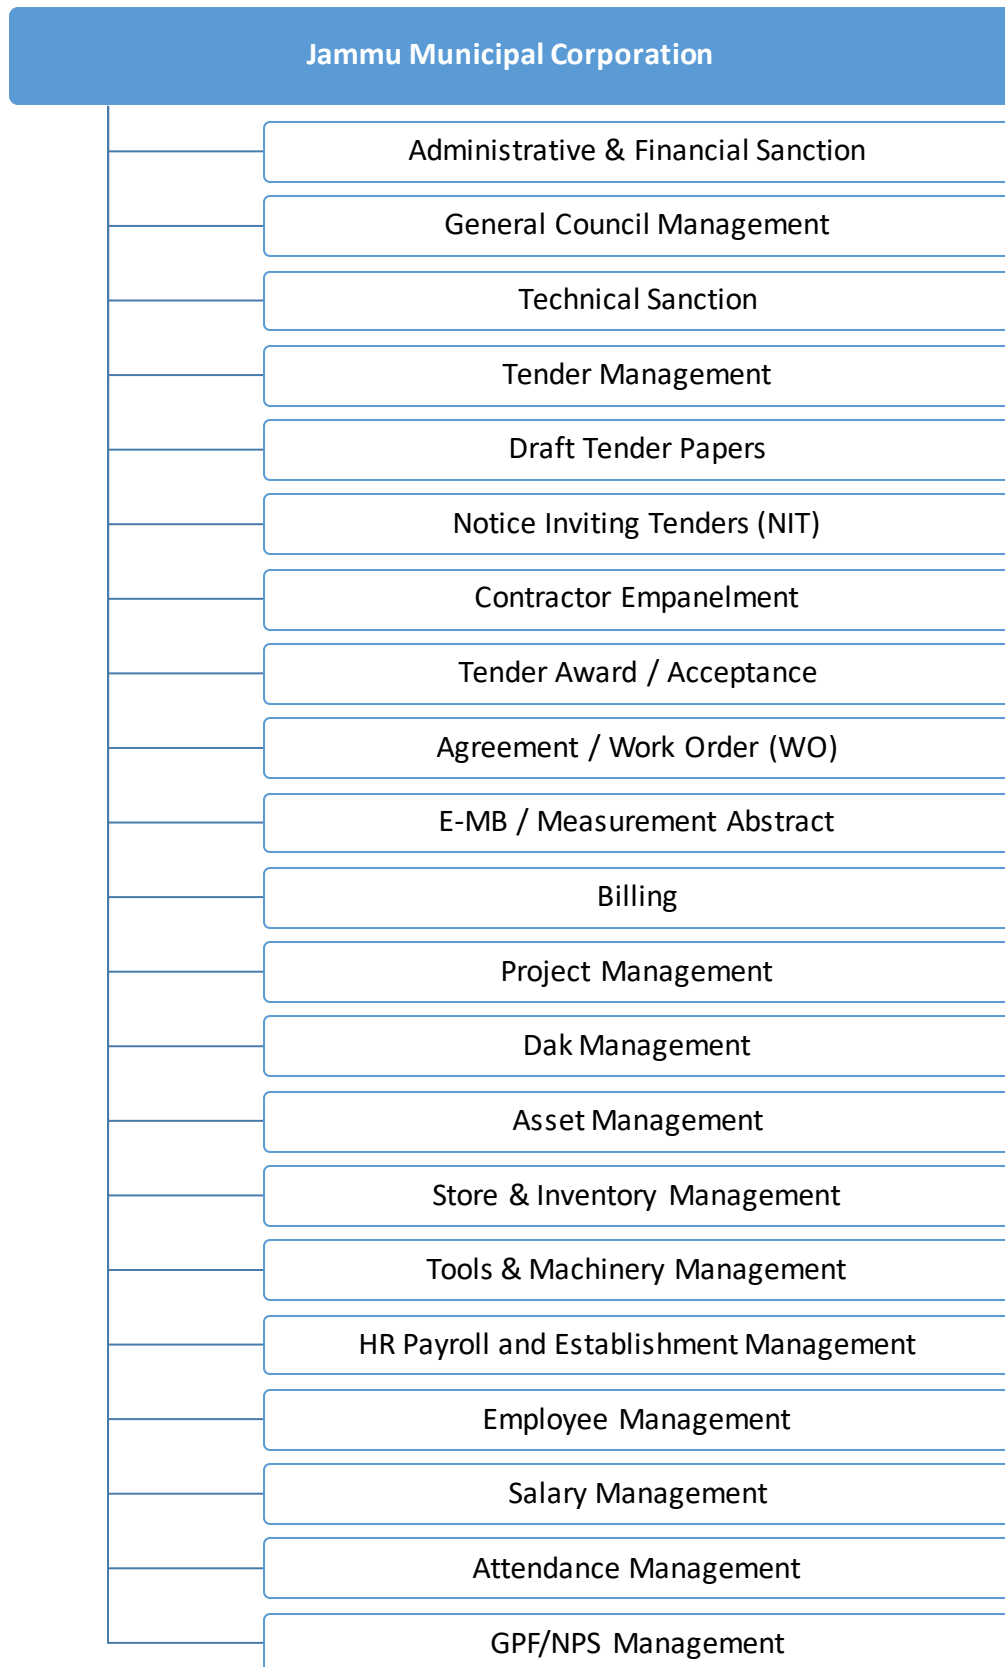 Jammu Municipal Corporation
Administrative & Financial Sanction
General Council Management
Technical Sanction
Tender Management
Draft Tender Papers
Notice Inviting Tenders (NIT)
Contractor Empanelment
Tender Award / Acceptance
Agreement / Work Order (WO)
E-MB / Measurement Abstract
Billing
Project Management
Dak Management
Asset Management
Store & Inventory Management
Tools & Machinery Management
HR Payroll and Establishment Management
Employee Management
Salary Management
Attendance Management
GPF/NPS Management